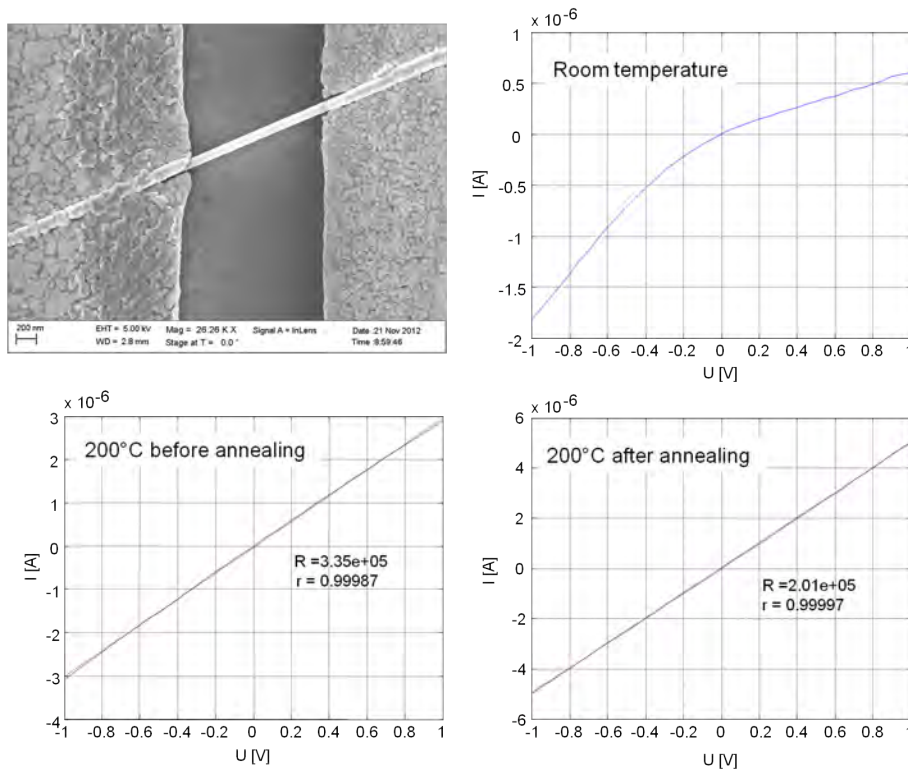 200 nm
EHT = 5.00 kV Mag = 26.26 K X Signal A = InLens Date :21 Nov 2012
WD = 2.8 mm Stage at T = 0.0 ° Time :8:59:46
x 10⁻⁶
1
0.5
0
-0.5
-1
-1.5
-2
I [A]
Room temperature
-1 -0.8 -0.6 -0.4 -0.2 0 0.2 0.4 0.6 0.8 1
U [V]
x 10⁻⁶
3
2
1
0
-1
-2
-3
-4
I [A]
200°C before annealing
R =3.35e+05
r = 0.99987
-1 -0.8 -0.6 -0.4 -0.2 0 0.2 0.4 0.6 0.8 1
U [V]
x 10⁻⁶
6
4
2
0
-2
-4
-6
I [A]
200°C after annealing
R =2.01e+05
r = 0.99997
-1 -0.8 -0.6 -0.4 -0.2 0 0.2 0.4 0.6 0.8 1
U [V]